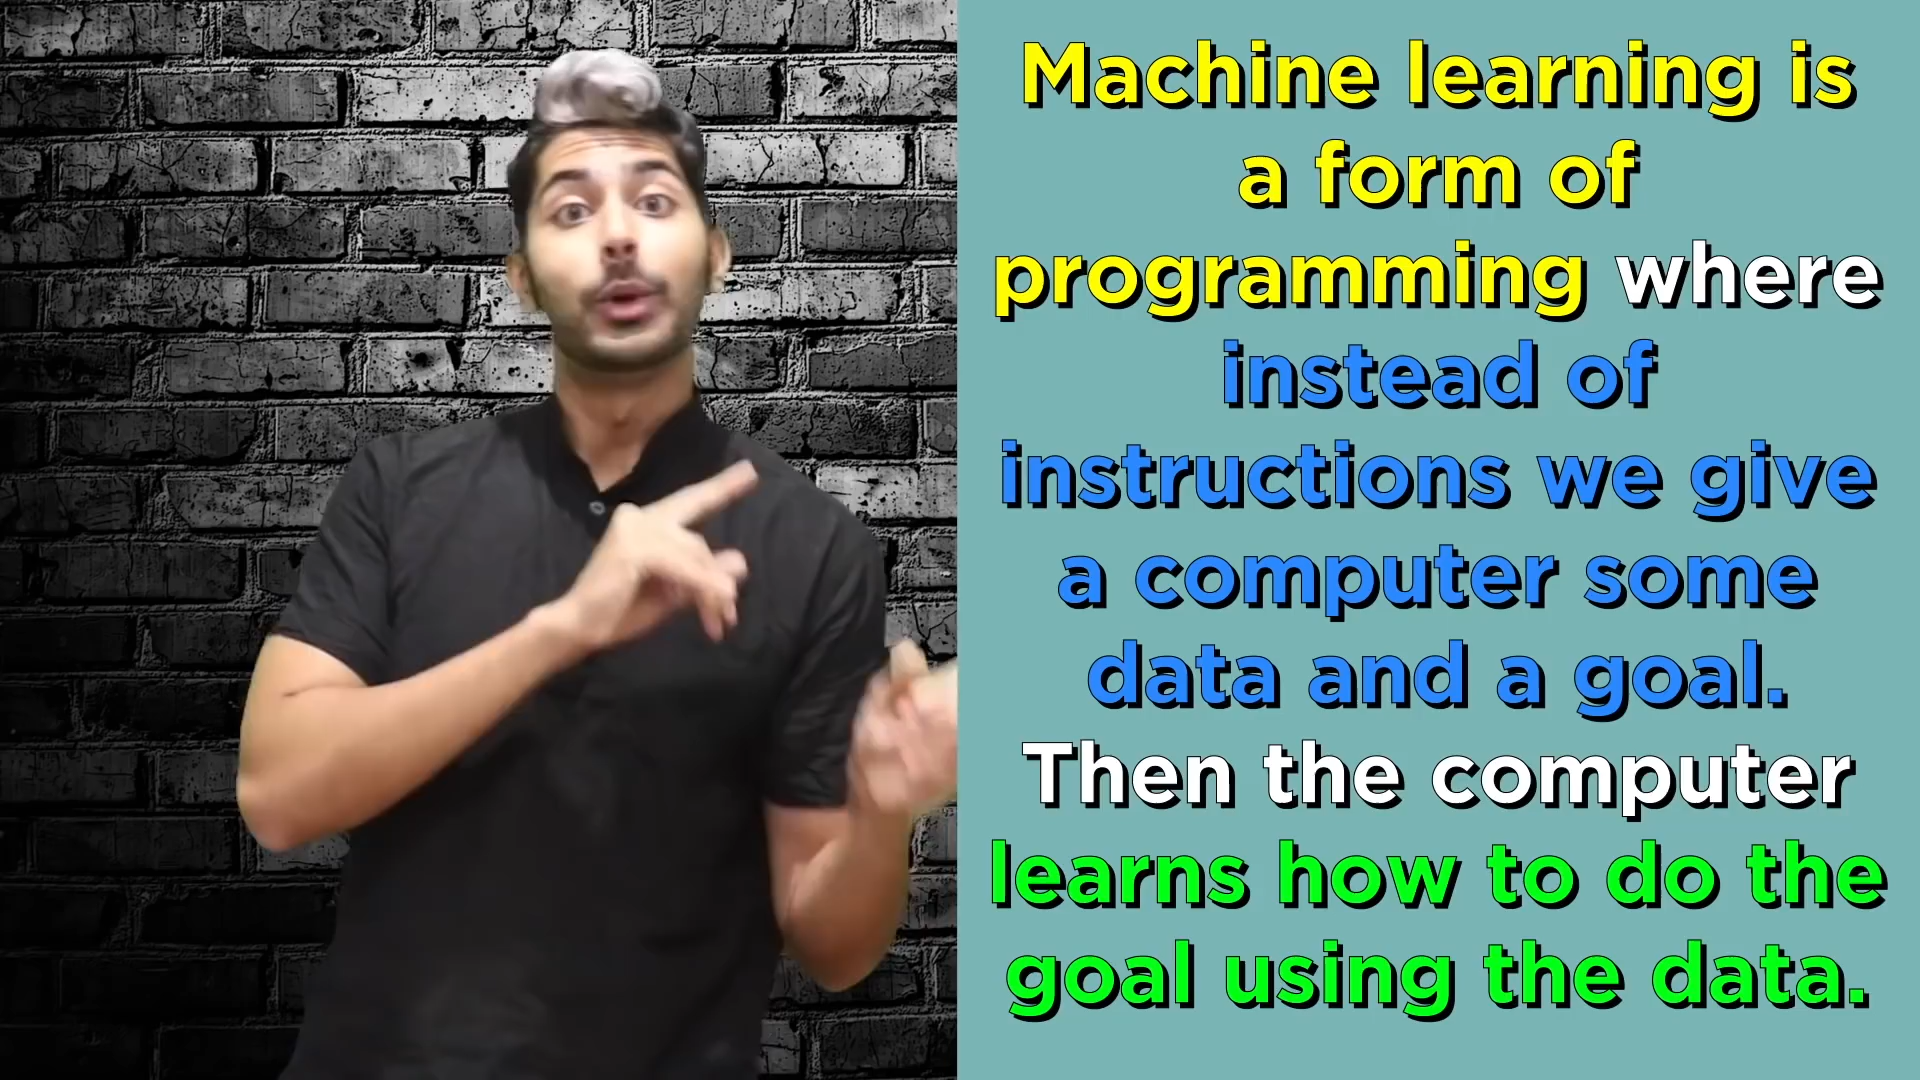 Machine learning is
a form of
programming where
instead of
instructions we give
a computer some
data and a goal.
Then the computer
learns how to do the
goal using the data.